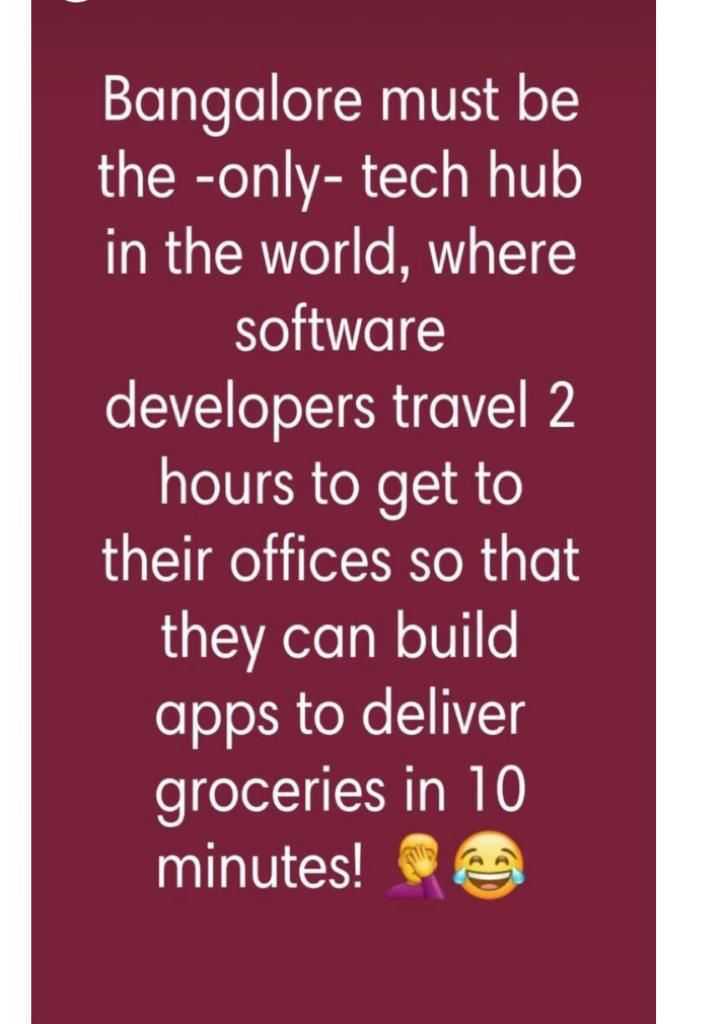 Bangalore must be
the -only- tech hub
in the world, where
software
developers travel 2
hours to get to
their offices so that
they can build
apps to deliver
groceries in 10
minutes! 🤦😂